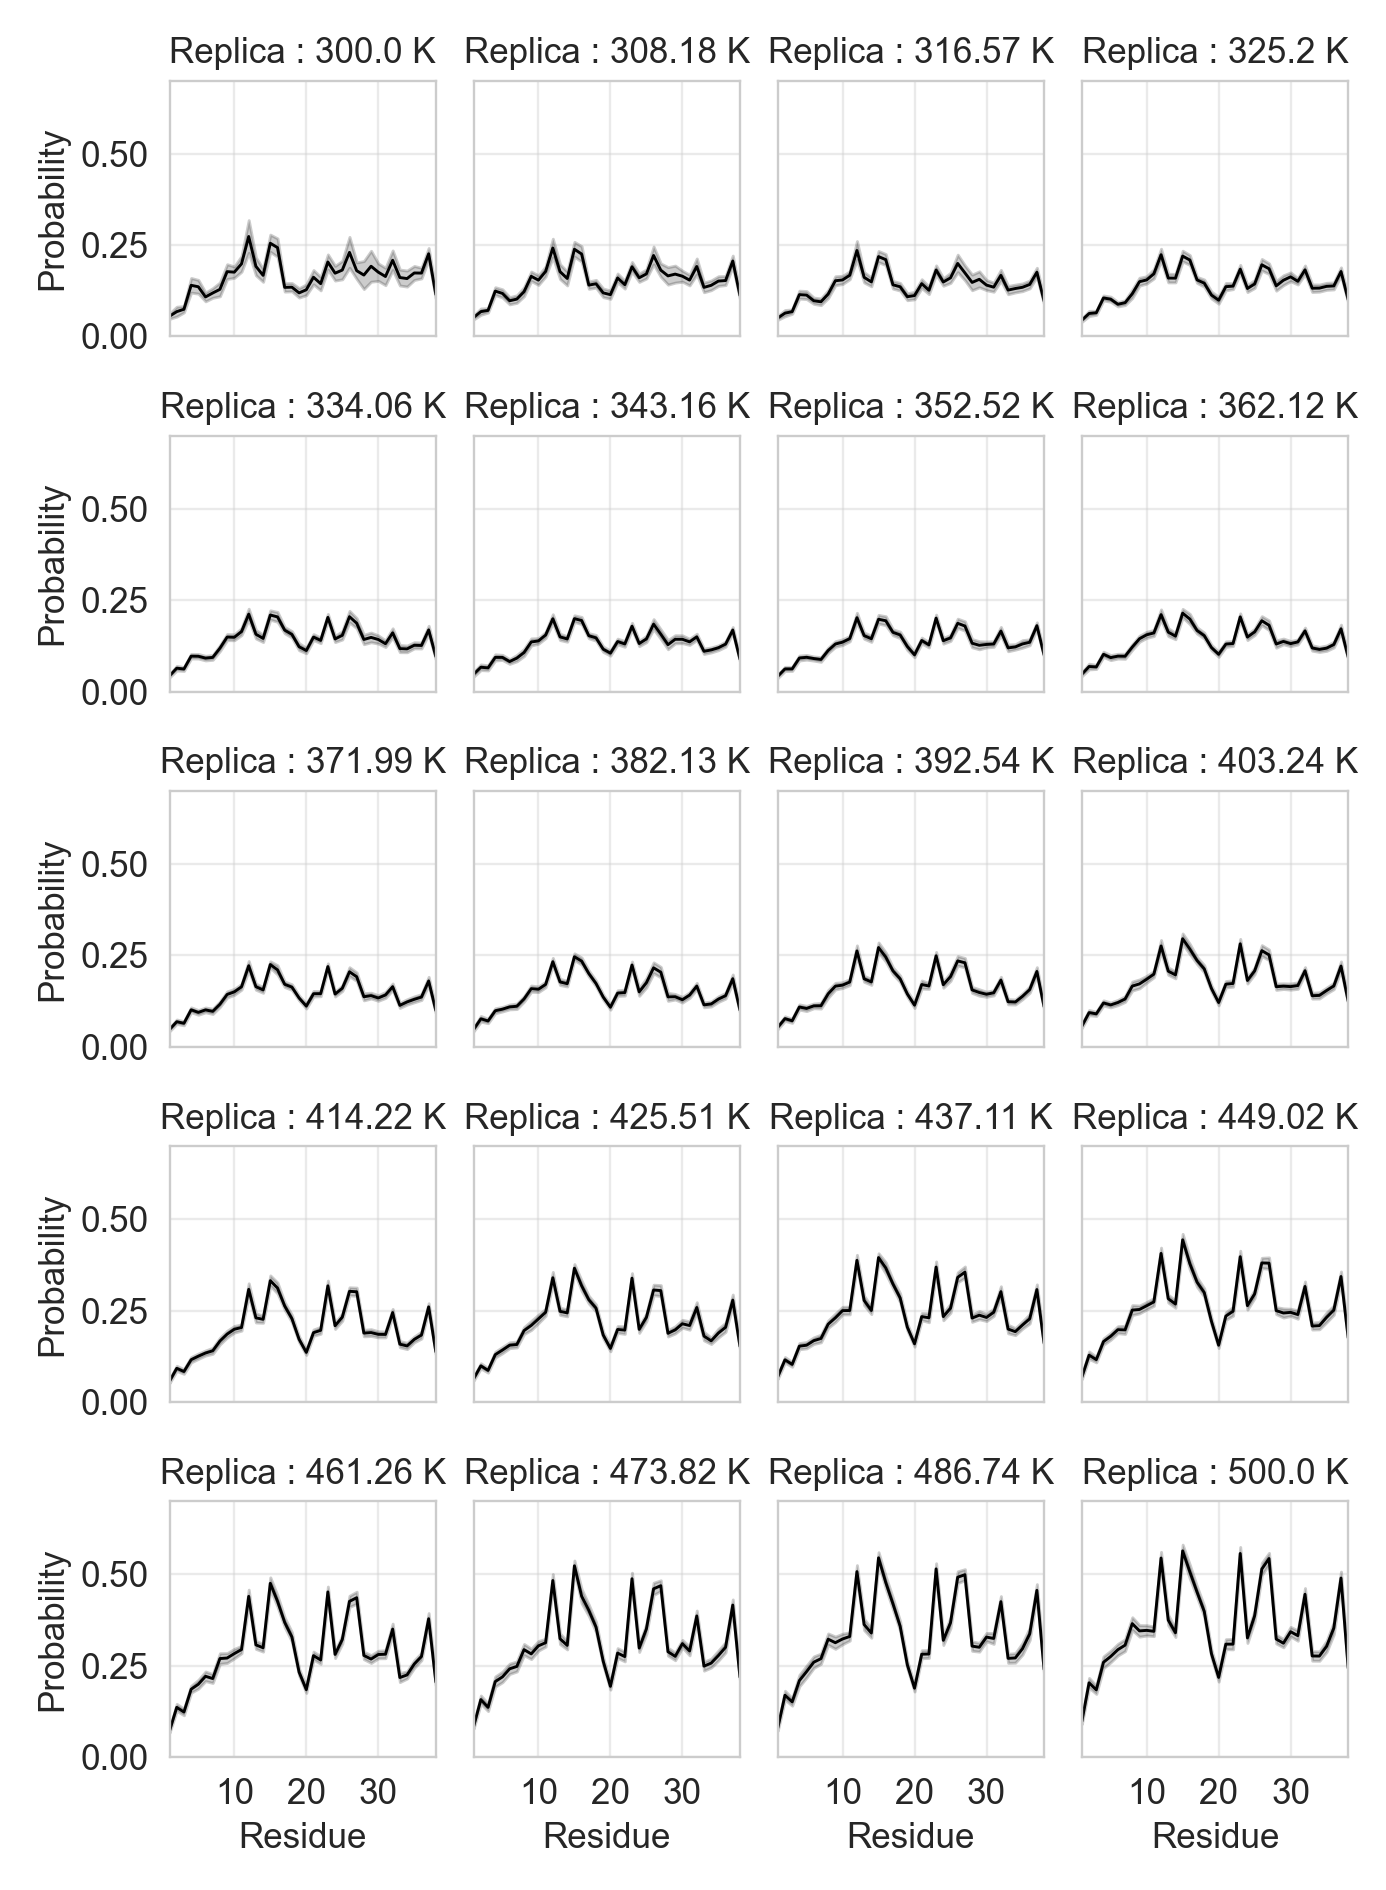 Replica : 300.0 K
Replica : 308.18 K
Replica : 316.57 K
Replica : 325.2 K
Probability
0.50
0.25
0.00
Replica : 334.06 K
Replica : 343.16 K
Replica : 352.52 K
Replica : 362.12 K
Probability
0.50
0.25
0.00
Replica : 371.99 K
Replica : 382.13 K
Replica : 392.54 K
Replica : 403.24 K
Probability
0.50
0.25
0.00
Replica : 414.22 K
Replica : 425.51 K
Replica : 437.11 K
Replica : 449.02 K
Probability
0.50
0.25
0.00
Replica : 461.26 K
Replica : 473.82 K
Replica : 486.74 K
Replica : 500.0 K
Probability
0.50
0.25
0.00
10 20 30
10 20 30
10 20 30
10 20 30
Residue
Residue
Residue
Residue